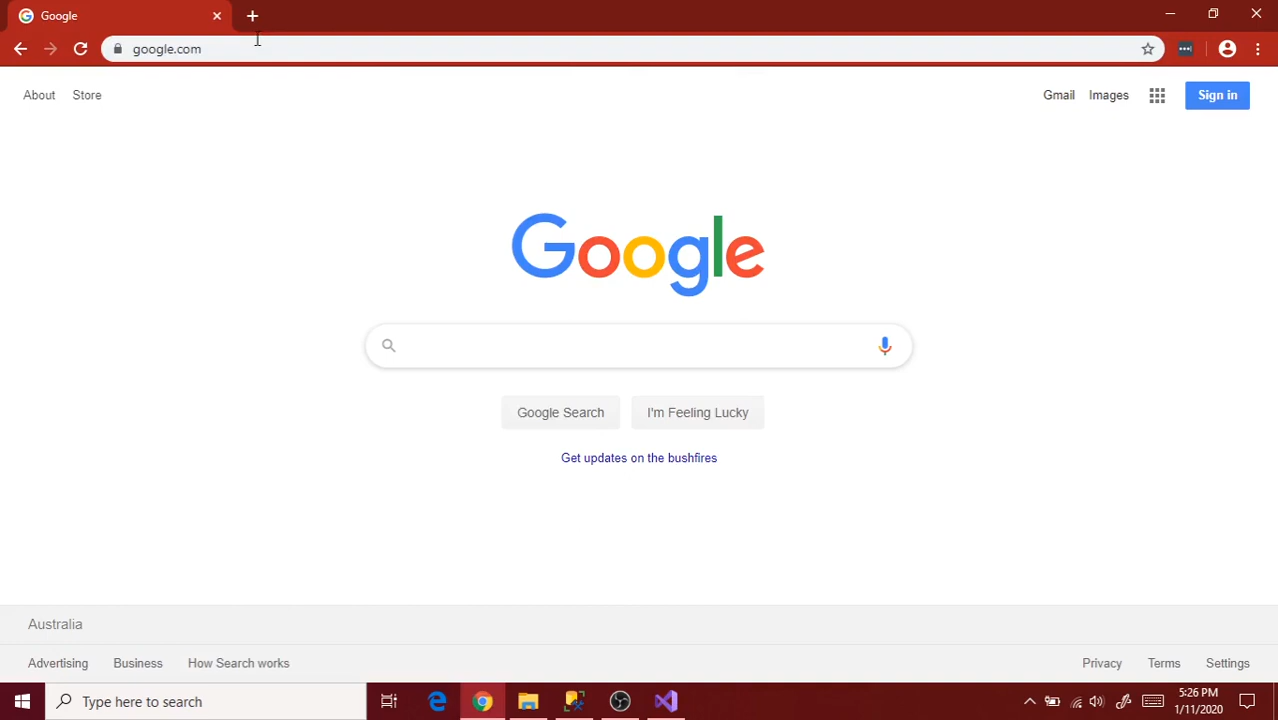 Google
google.com
About Store
Gmail Images Sign in
Google
Google Search I'm Feeling Lucky
Get updates on the bushfires
Australia
Advertising Business How Search works
Privacy Terms Settings
Type here to search
5:26 PM
1/11/2020